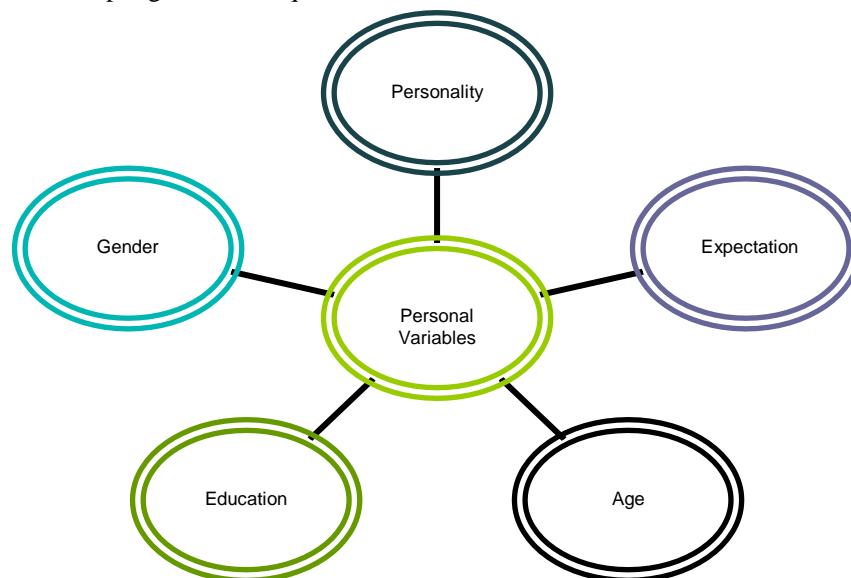 Personality
Gender
Expectation
Personal
Variables
Education
Age